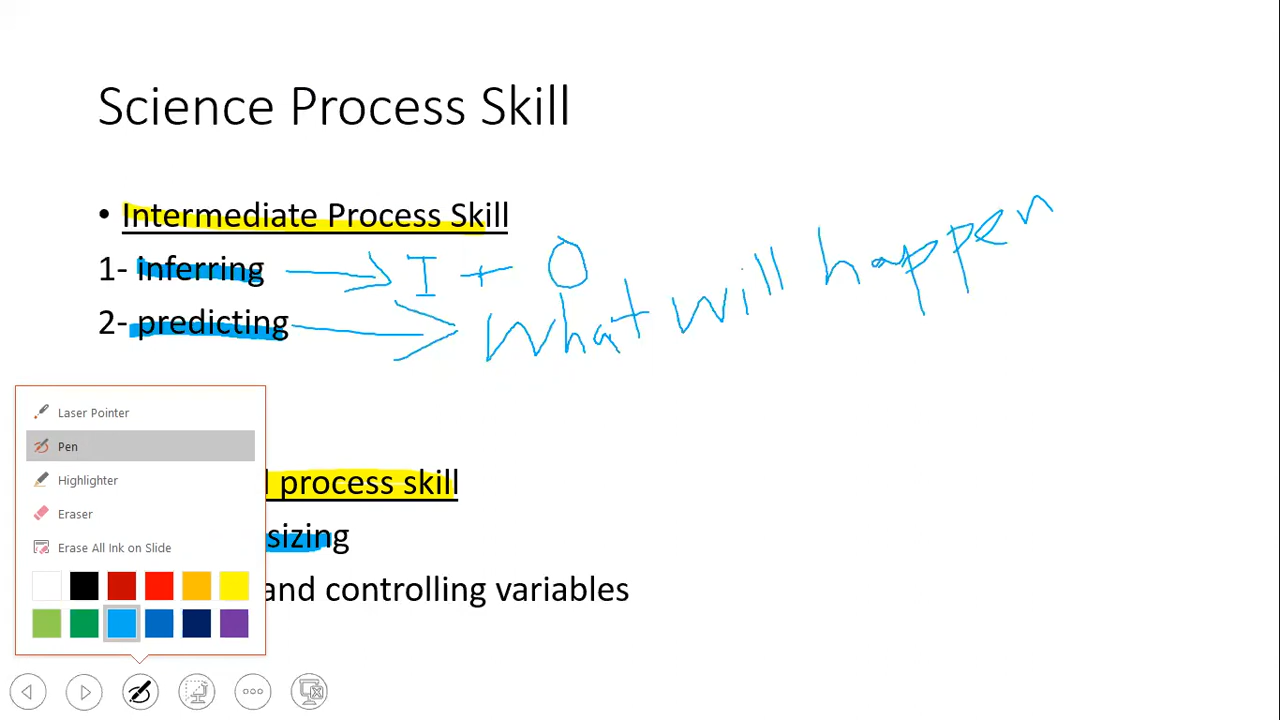 Science Process Skill
• Intermediate Process Skill
1- inferring → I + O
2- predicting → What will happen
Laser Pointer
Pen
Highlighter
Eraser
Erase All Ink on Slide
process skill
sizing
and controlling variables